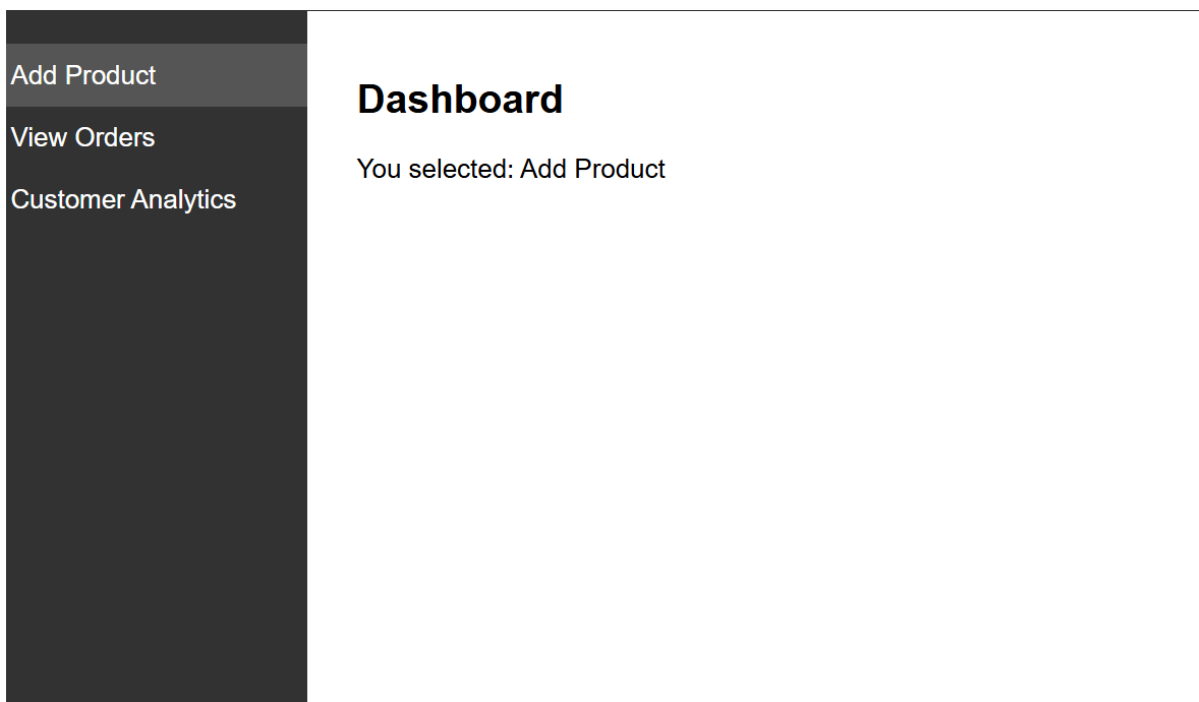 Add Product
View Orders
Customer Analytics
Dashboard
You selected: Add Product